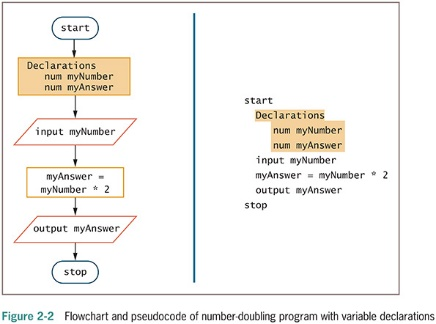 start
Declarations
num myNumber
num myAnswer
input myNumber
myAnswer =
myNumber * 2
output myAnswer
stop
start
Declarations
num myNumber
num myAnswer
input myNumber
myAnswer = myNumber * 2
output myAnswer
stop
Figure 2-2 Flowchart and pseudocode of number-doubling program with variable declarations